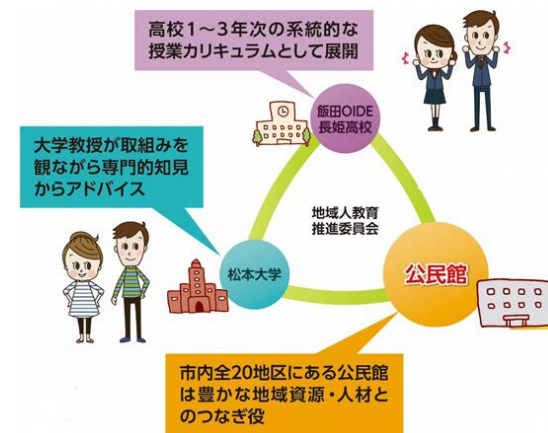 高校1～3年次の系統的な
授業カリキュラムとして展開
飯田OIDE
長姫高校
大学教授が取組みを
観ながら専門的知見
からアドバイス
地域人教育
推進委員会
松本大学
公民館
市内全20地区にある公民館
は豊かな地域資源・人材と
のつなぎ役